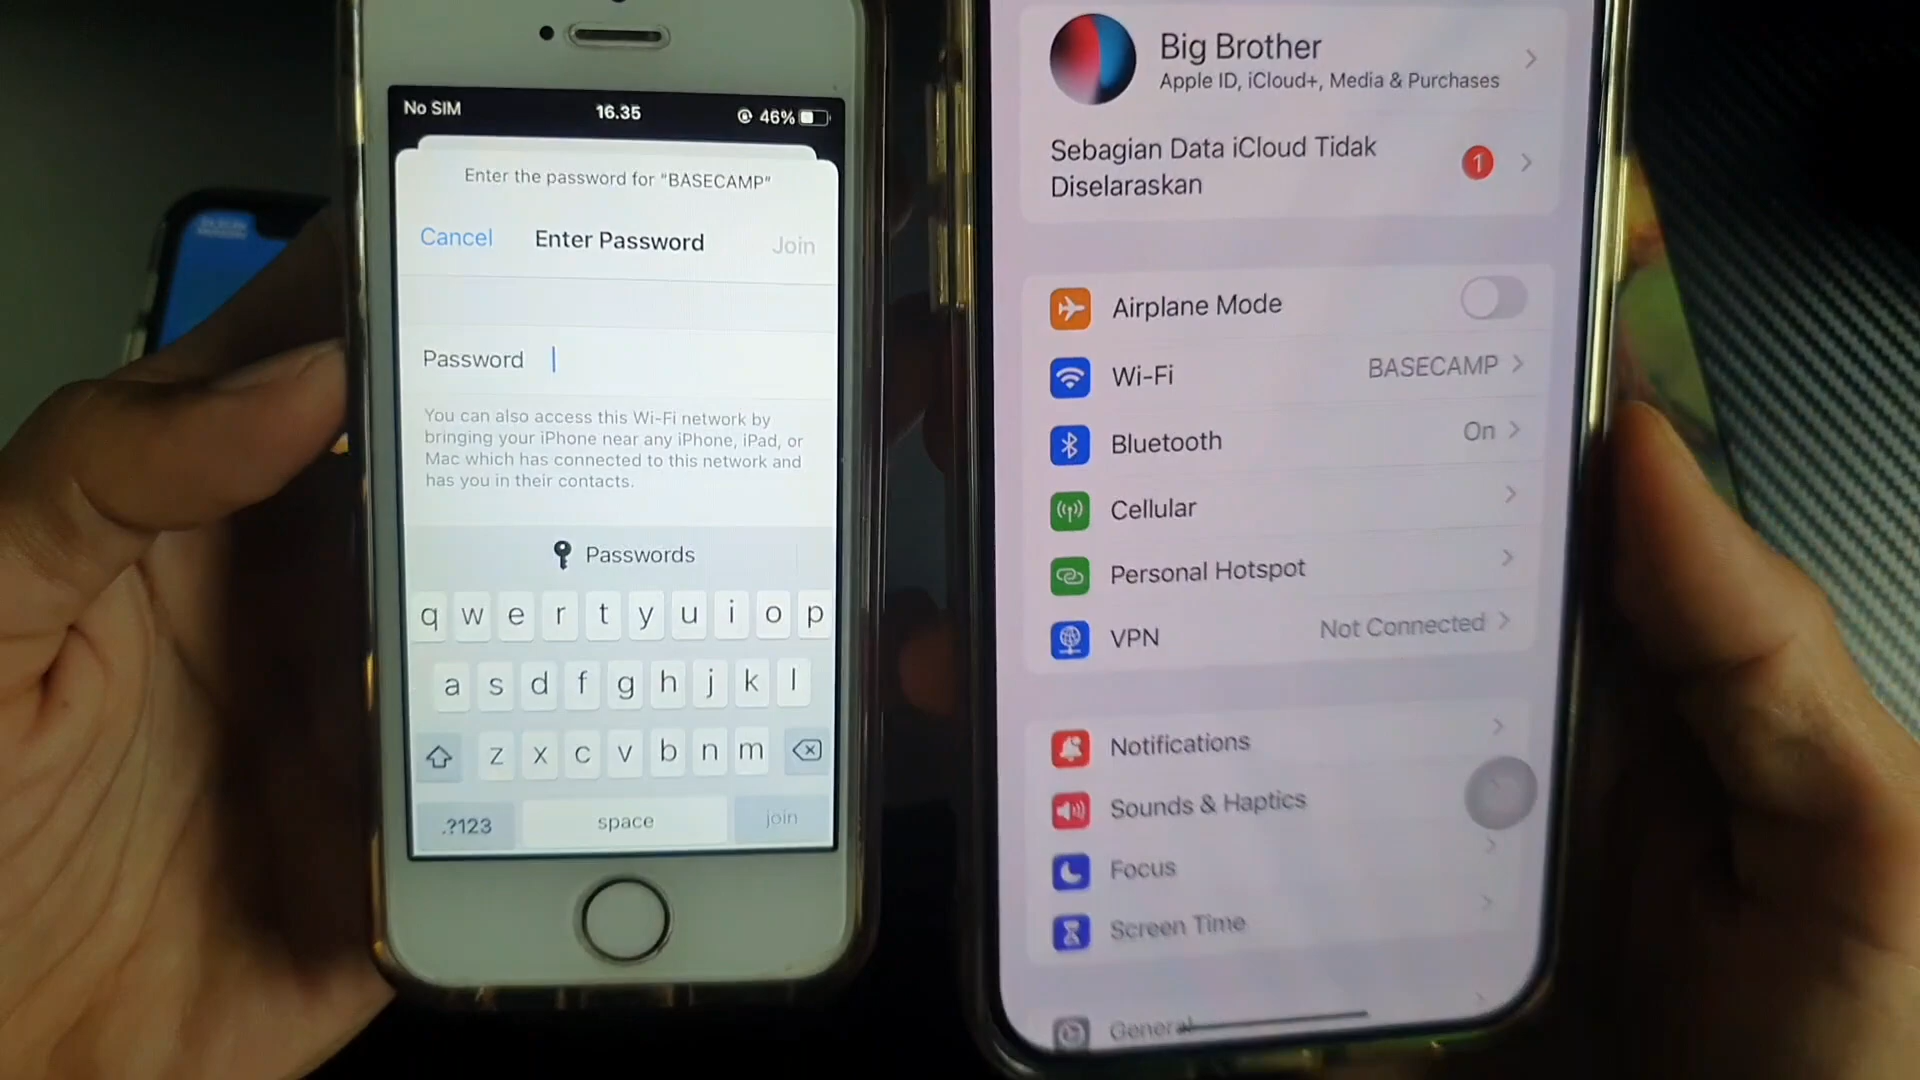 No SIM
16.35
46%
Enter the password for "BASECAMP"
Cancel
Enter Password
Join
Password
You can also access this Wi-Fi network by
bringing your iPhone near any iPhone, iPad, or
Mac which has connected to this network and
has you in their contacts.
Passwords
q w e r t y u i o p
a s d f g h j k l
z x c v b n m
.?123
space
join
Big Brother
Apple ID, iCloud+, Media & Purchases
Sebagian Data iCloud Tidak
Diselaraskan
1
Airplane Mode
Wi-Fi
BASECAMP
Bluetooth
On
Cellular
Personal Hotspot
VPN
Not Connected
Notifications
Sounds & Haptics
Focus
Screen Time
General